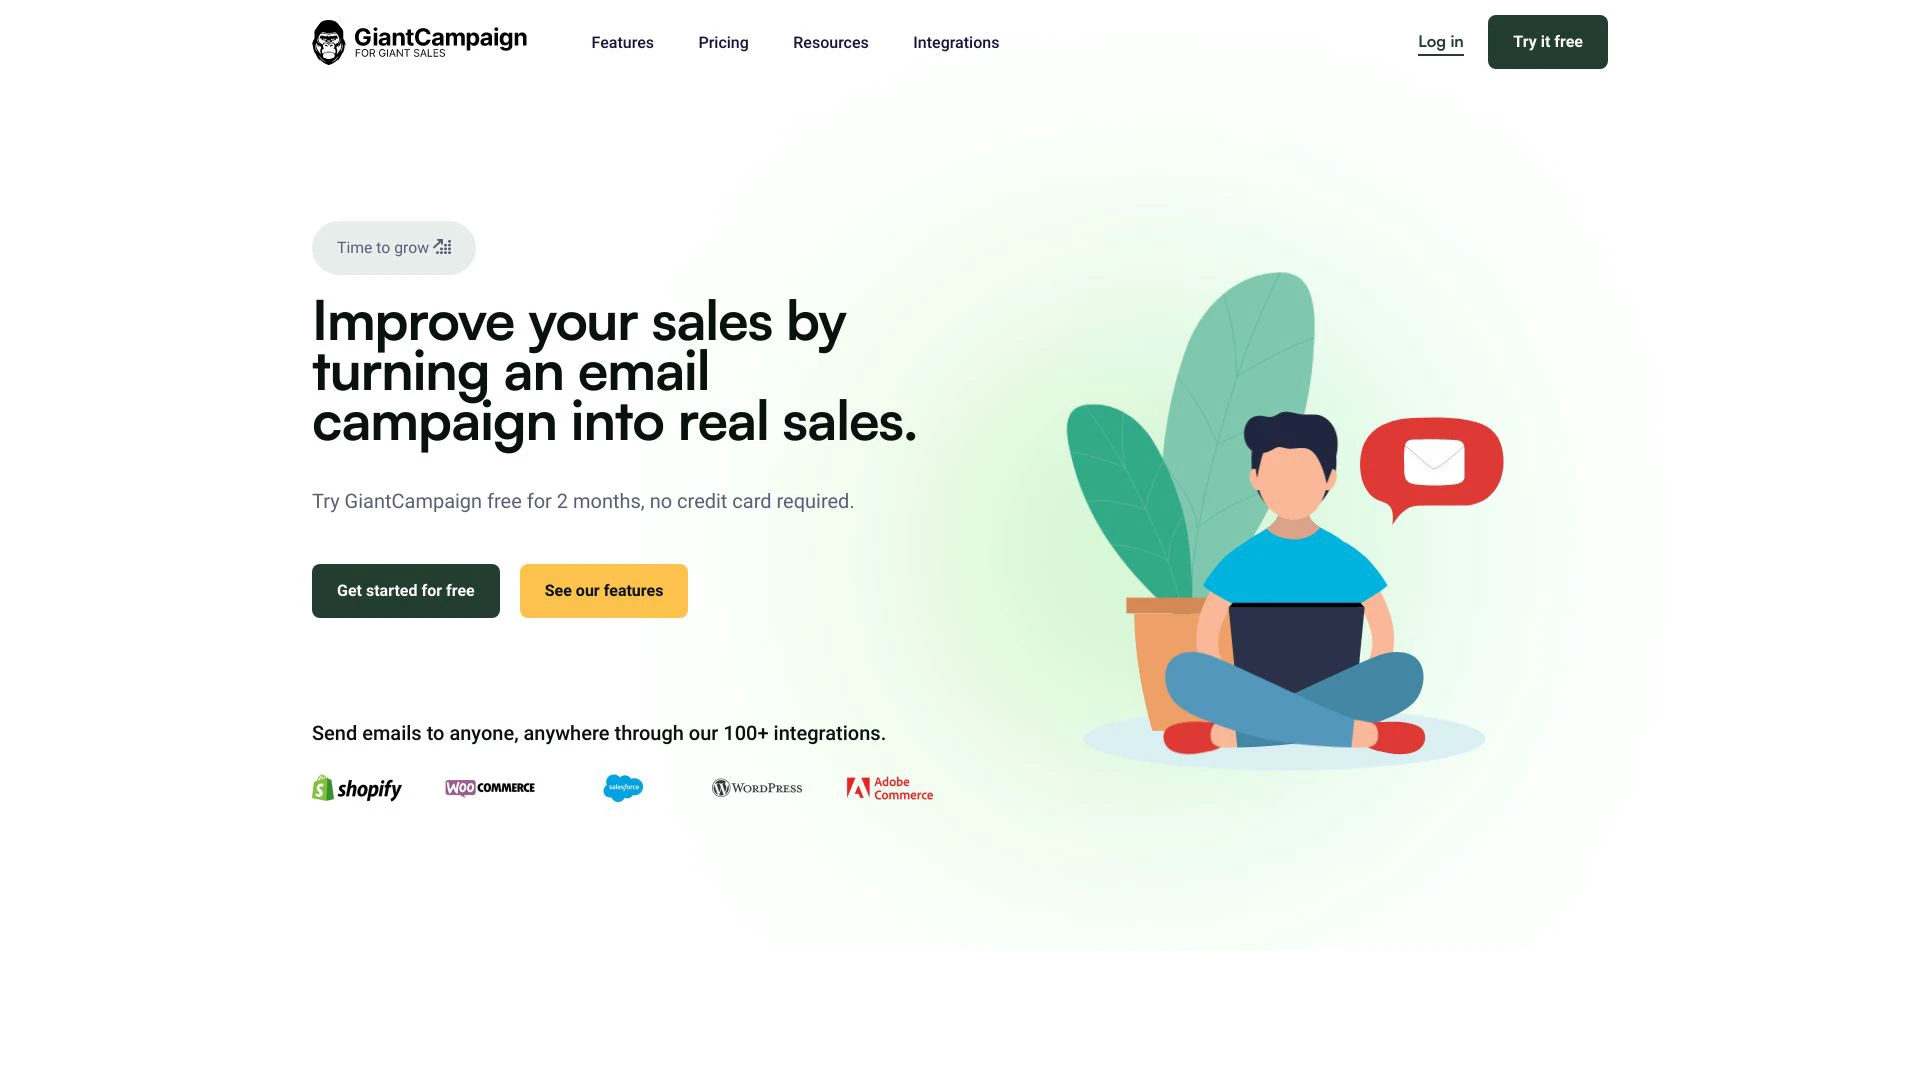 GiantCampaign
FOR GIANT SALES
Features
Pricing
Resources
Integrations
Log in
Try it free
Time to grow
Improve your sales by
turning an email
campaign into real sales.
Try GiantCampaign free for 2 months, no credit card required.
Get started for free
See our features
Send emails to anyone, anywhere through our 100+ integrations.
shopify
WOO COMMERCE
salesforce
WORDPRESS
Adobe
Commerce